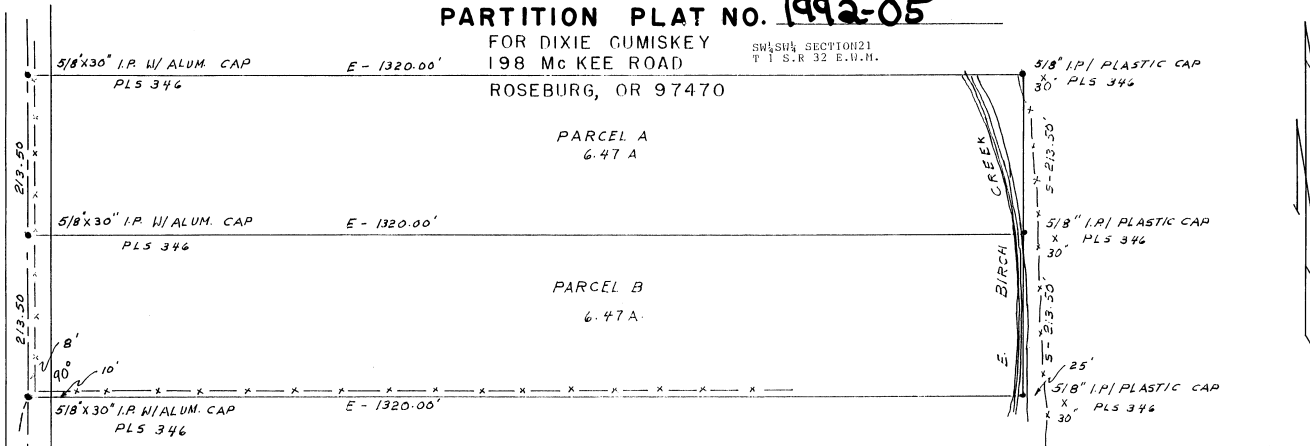 PARTITION PLAT NO. 1992-05
FOR DIXIE CUMISKEY
198 McKEE ROAD
ROSEBURG, OR 97470
SW¼SW¼ SECTION21
T 1 S.R 32 E.W.M.
5/8"X30" I.P. W/ ALUM. CAP
PLS 346
E - 1320.00'
5/8" I.P/ PLASTIC CAP
X
30" PLS 346
PARCEL A
6.47 A
213.50
CREEK
S-213.50'
5/8"X30" I.P. W/ ALUM. CAP
PLS 346
E - 1320.00'
5/8" I.P/ PLASTIC CAP
X
30" PLS 346
PARCEL B
6.47 A.
213.50
E. BIRCH
S-213.50'
8'
90°
10'
25'
5/8"X30" I.P. W/ALUM. CAP
PLS 346
E - 1320.00'
5/8" I.P/ PLASTIC CAP
X
30" PLS 346